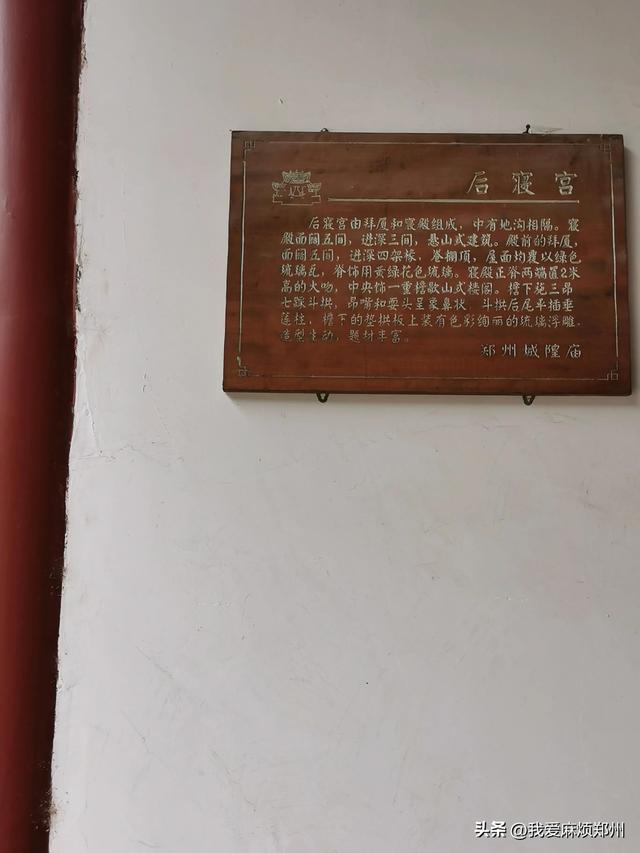 后寝宫
后寝宫由拜厦和寝殿组成，中有地沟相隔。寝
殿面阔五间，进深三间，悬山式建筑。殿前的拜厦，
面阔五间，进深四架椽，卷棚顶，屋面均覆以绿色
琉璃瓦，脊饰用黄绿花色琉璃。寝殿正脊两端置2米
高的大吻，中央饰一重檐歇山式楼阁。檐下苑三昂
七踩斗拱，昂嘴和耍头呈象鼻状，斗拱后尾平插垂
莲柱，檐下的垫拱板上装有色彩绚丽的琉璃浮雕，
造型生动，题材丰富。
郑州城隍庙
头条 @我爱麻烦郑州